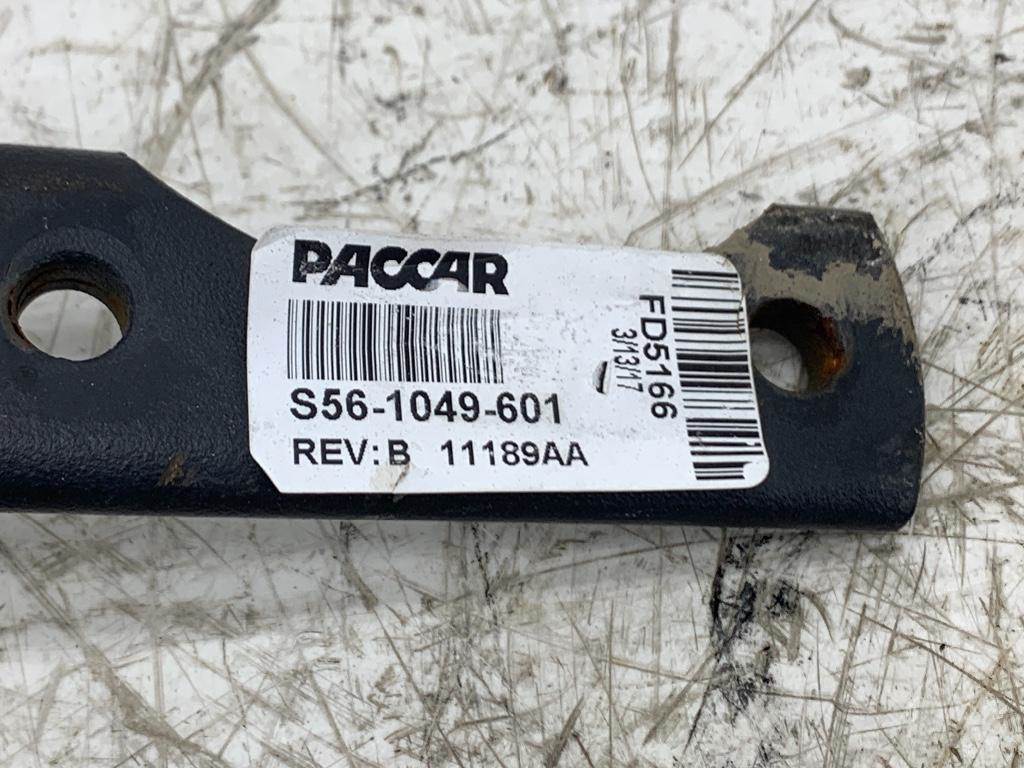 PACCAR
S56-1049-601
REV:B 11189AA
FD5166
3/13/17